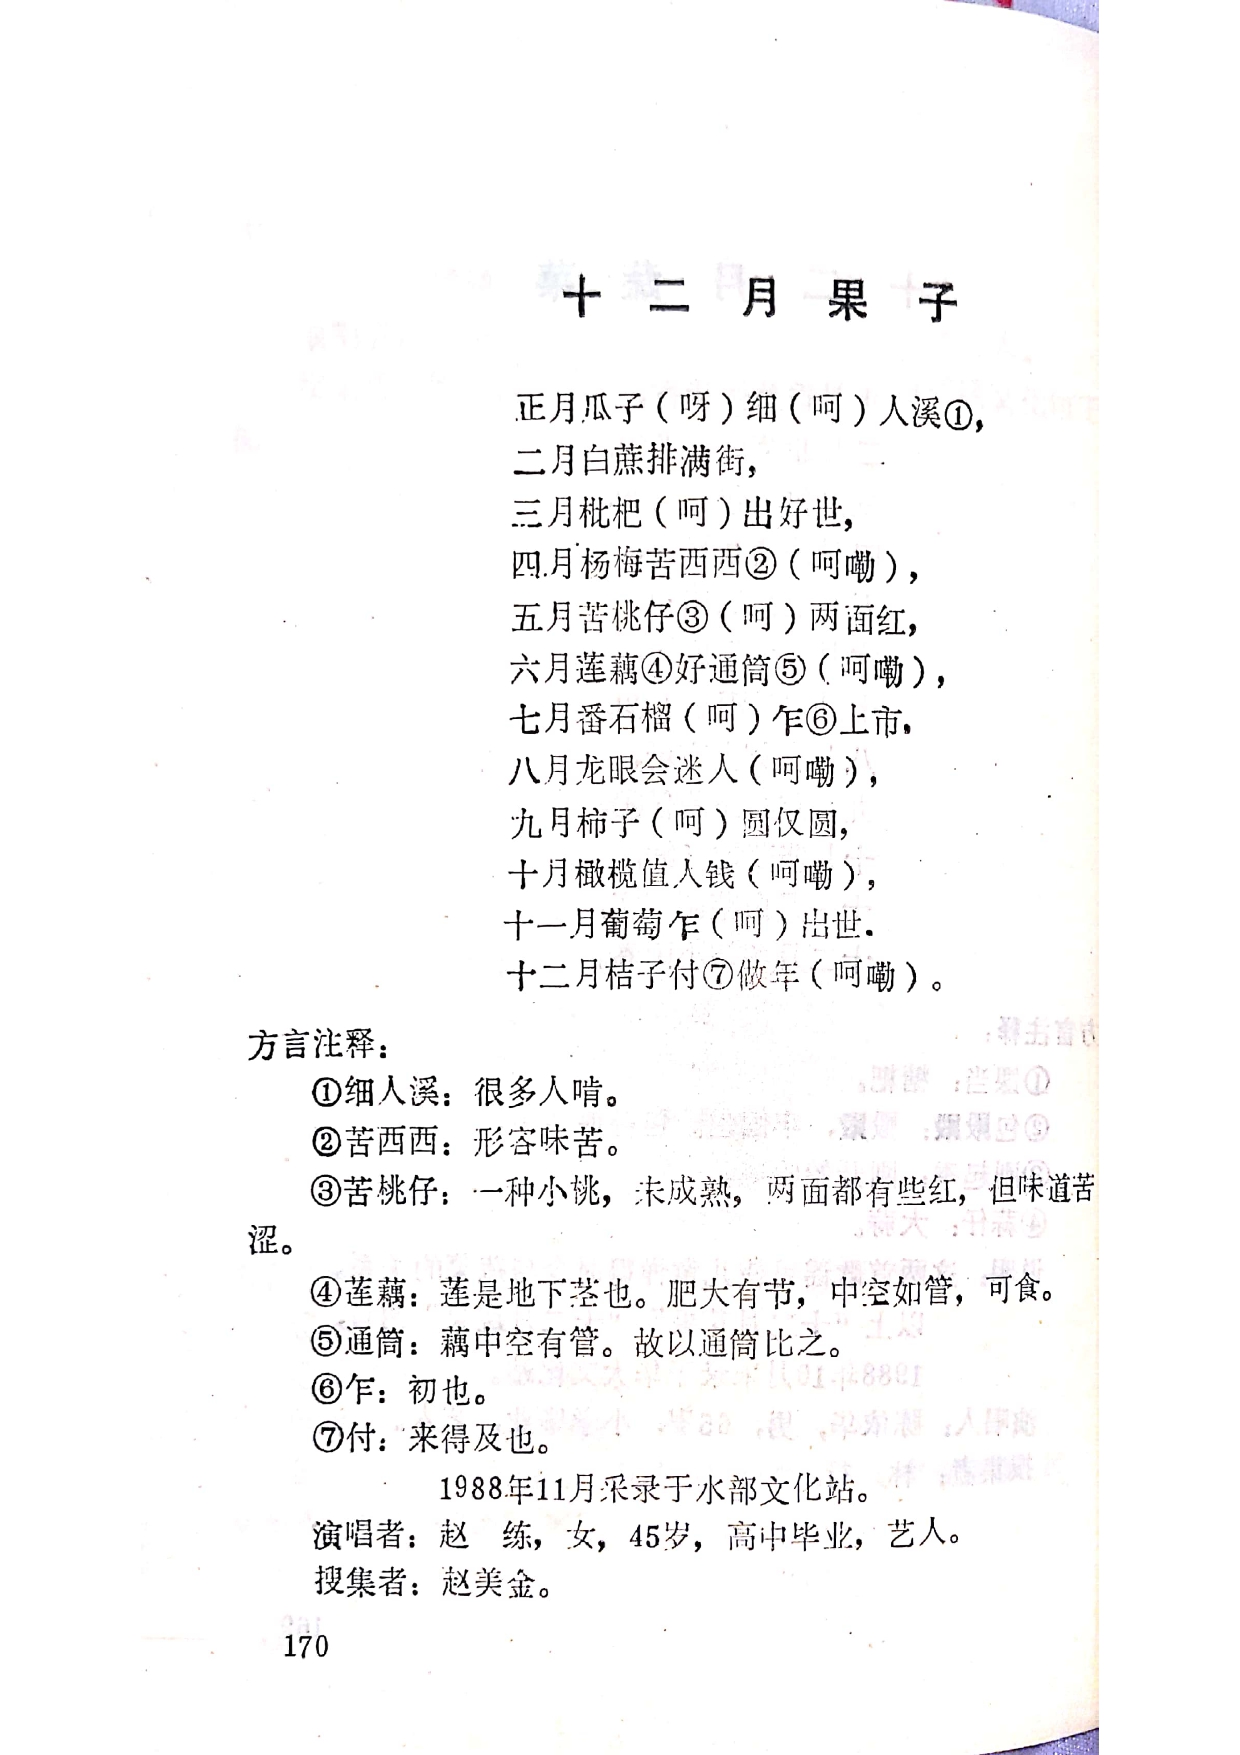 十二月果子
正月瓜子（呀）细（呵）人溪①，
二月白蔗排满街，
三月枇杷（呵）出好世，
四月杨梅苦西西②（呵嘞），
五月苦桃仔③（呵）两面红，
六月莲藕④好通筒⑤（呵嘞），
七月番石榴（呵）乍⑥上市，
八月龙眼会迷人（呵嘞），
九月柿子（呵）圆仅圆，
十月橄榄值人钱（呵嘞），
十一月葡萄乍（呵）出世．
十二月桔子付⑦做年（呵嘞）。
方言注释：
①细人溪：很多人啃。
②苦西西：形容味苦。
③苦桃仔：一种小桃，未成熟，两面都有些红，但味道苦
涩。
④莲藕：莲是地下茎也。肥大有节，中空如管，可食。
⑤通筒：藕中空有管。故以通筒比之。
⑥乍：初也。
⑦付：来得及也。
1988年11月采录于水部文化站。
演唱者：赵　练，女，45岁，高中毕业，艺人。
搜集者：赵美金。
170